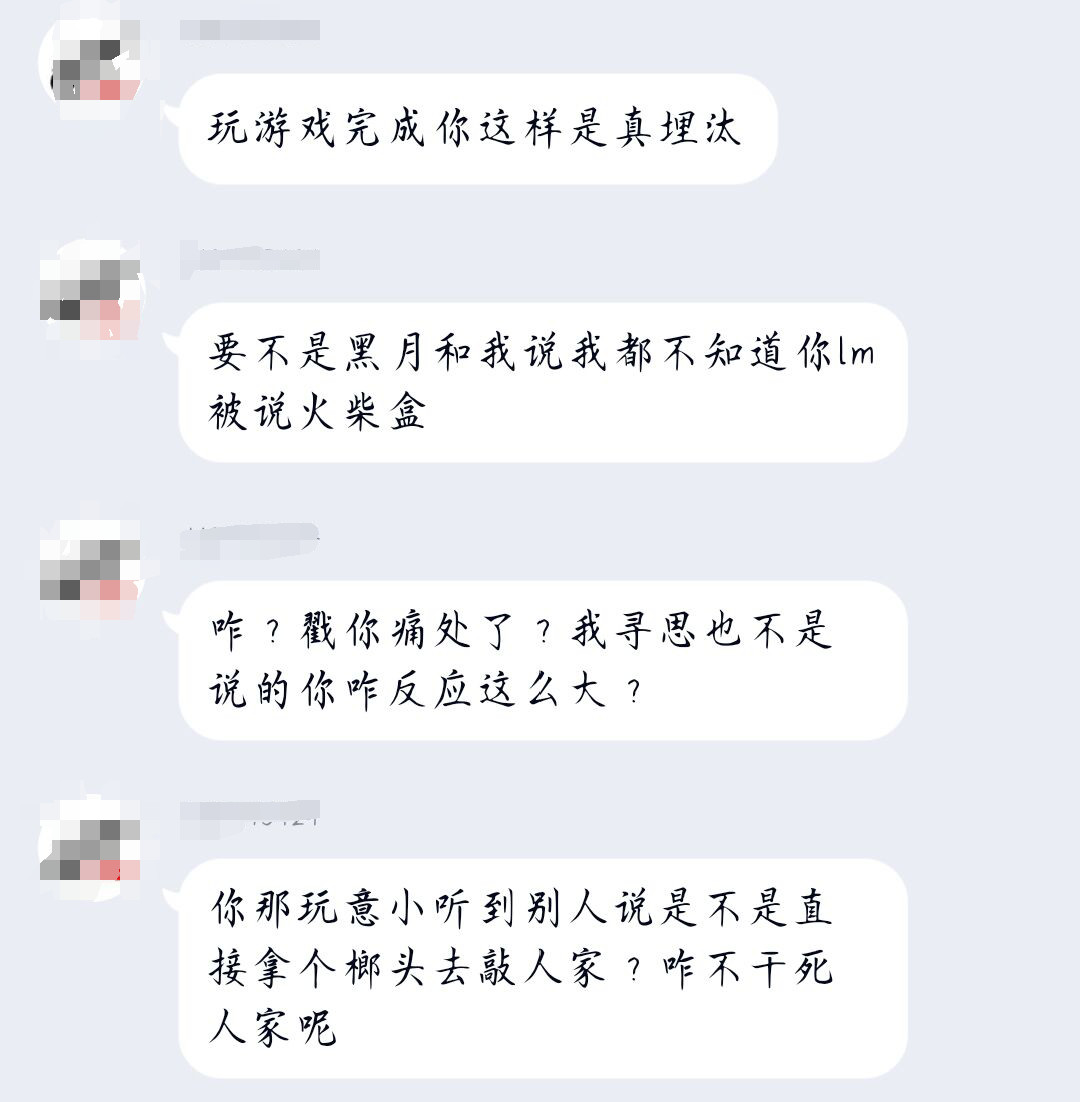 玩游戏完成你这样是真埋汰
要不是黑月和我说我都不知道你lm
被说火柴盒
咋？戳你痛处了？我寻思也不是
说的你咋反应这么大？
你那玩意小听到别人说是不是直
接拿个榔头去敲人家？咋不干死
人家呢